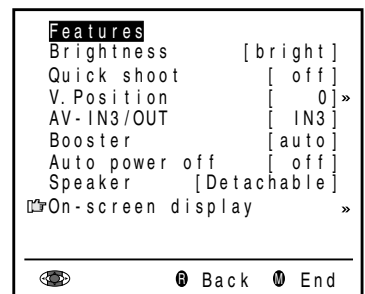 Features
Brightness [bright]
Quick shoot [ off]
V.Position [ 0]»
AV-IN3/OUT [ IN3]
Booster [auto]
Auto power off [ off]
Speaker [Detachable]
On-screen display »
R Back M End